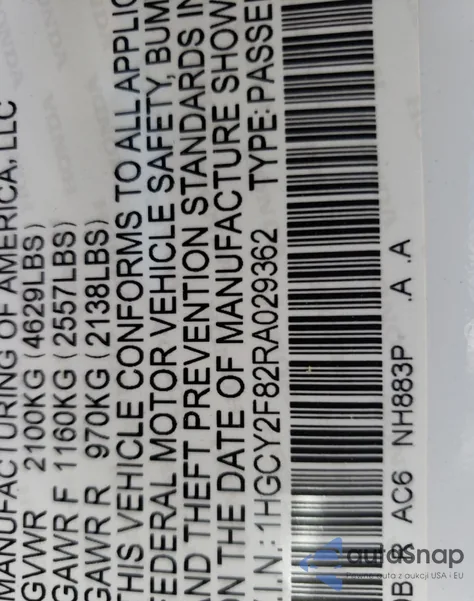 MANUFACTURING OF AMERICA, LLC
GVWR 2100KG (4629LBS)
GAWR F 1160KG (2557LBS)
GAWR R 970KG (2138LBS)
THIS VEHICLE CONFORMS TO ALL APPLIC
FEDERAL MOTOR VEHICLE SAFETY, BUM
ND THEFT PREVENTION STANDARDS IN
ON THE DATE OF MANUFACTURE SHOW
.I.N.: 1HGCY2F82RA029362 TYPE: PASSE
AC6 NH883P .A .A
HONDA
autosnap